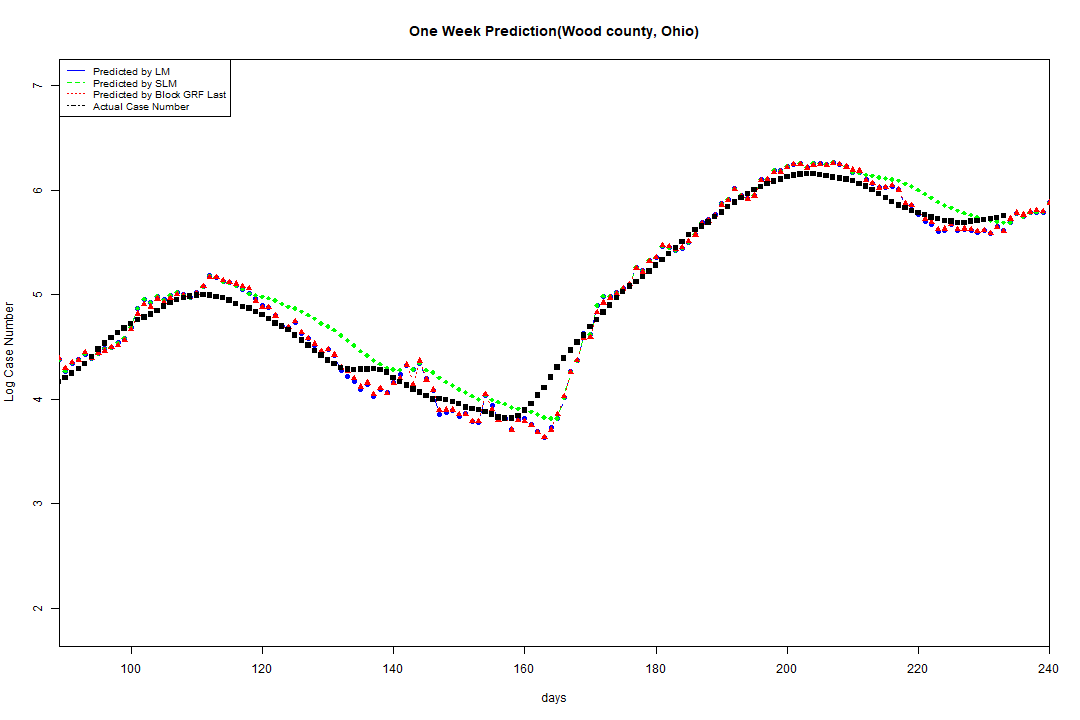 One Week Prediction(Wood county, Ohio)
Predicted by LM
Predicted by SLM
Predicted by Block GRF Last
Actual Case Number
7
6
5
4
3
2
Log Case Number
100 120 140 160 180 200 220 240
days